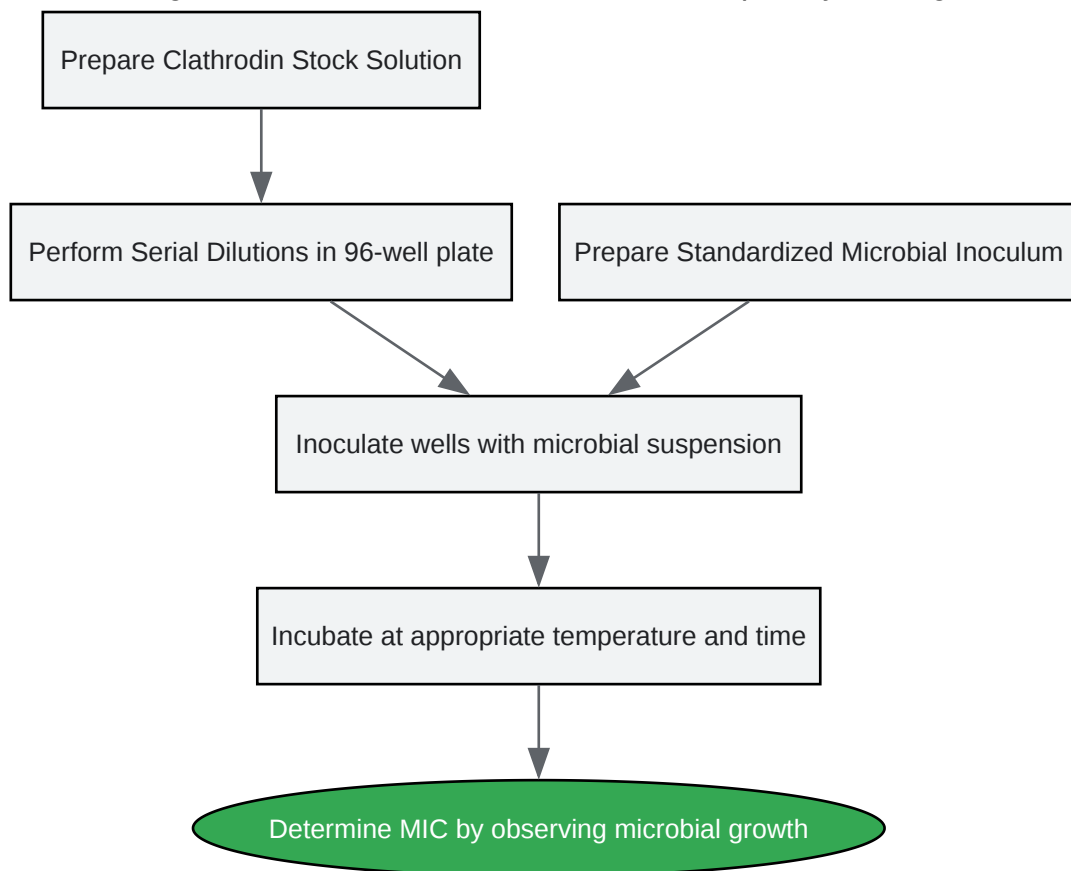 Prepare Clathrodin Stock Solution
Perform Serial Dilutions in 96-well plate
Prepare Standardized Microbial Inoculum
Inoculate wells with microbial suspension
Incubate at appropriate temperature and time
Determine MIC by observing microbial growth